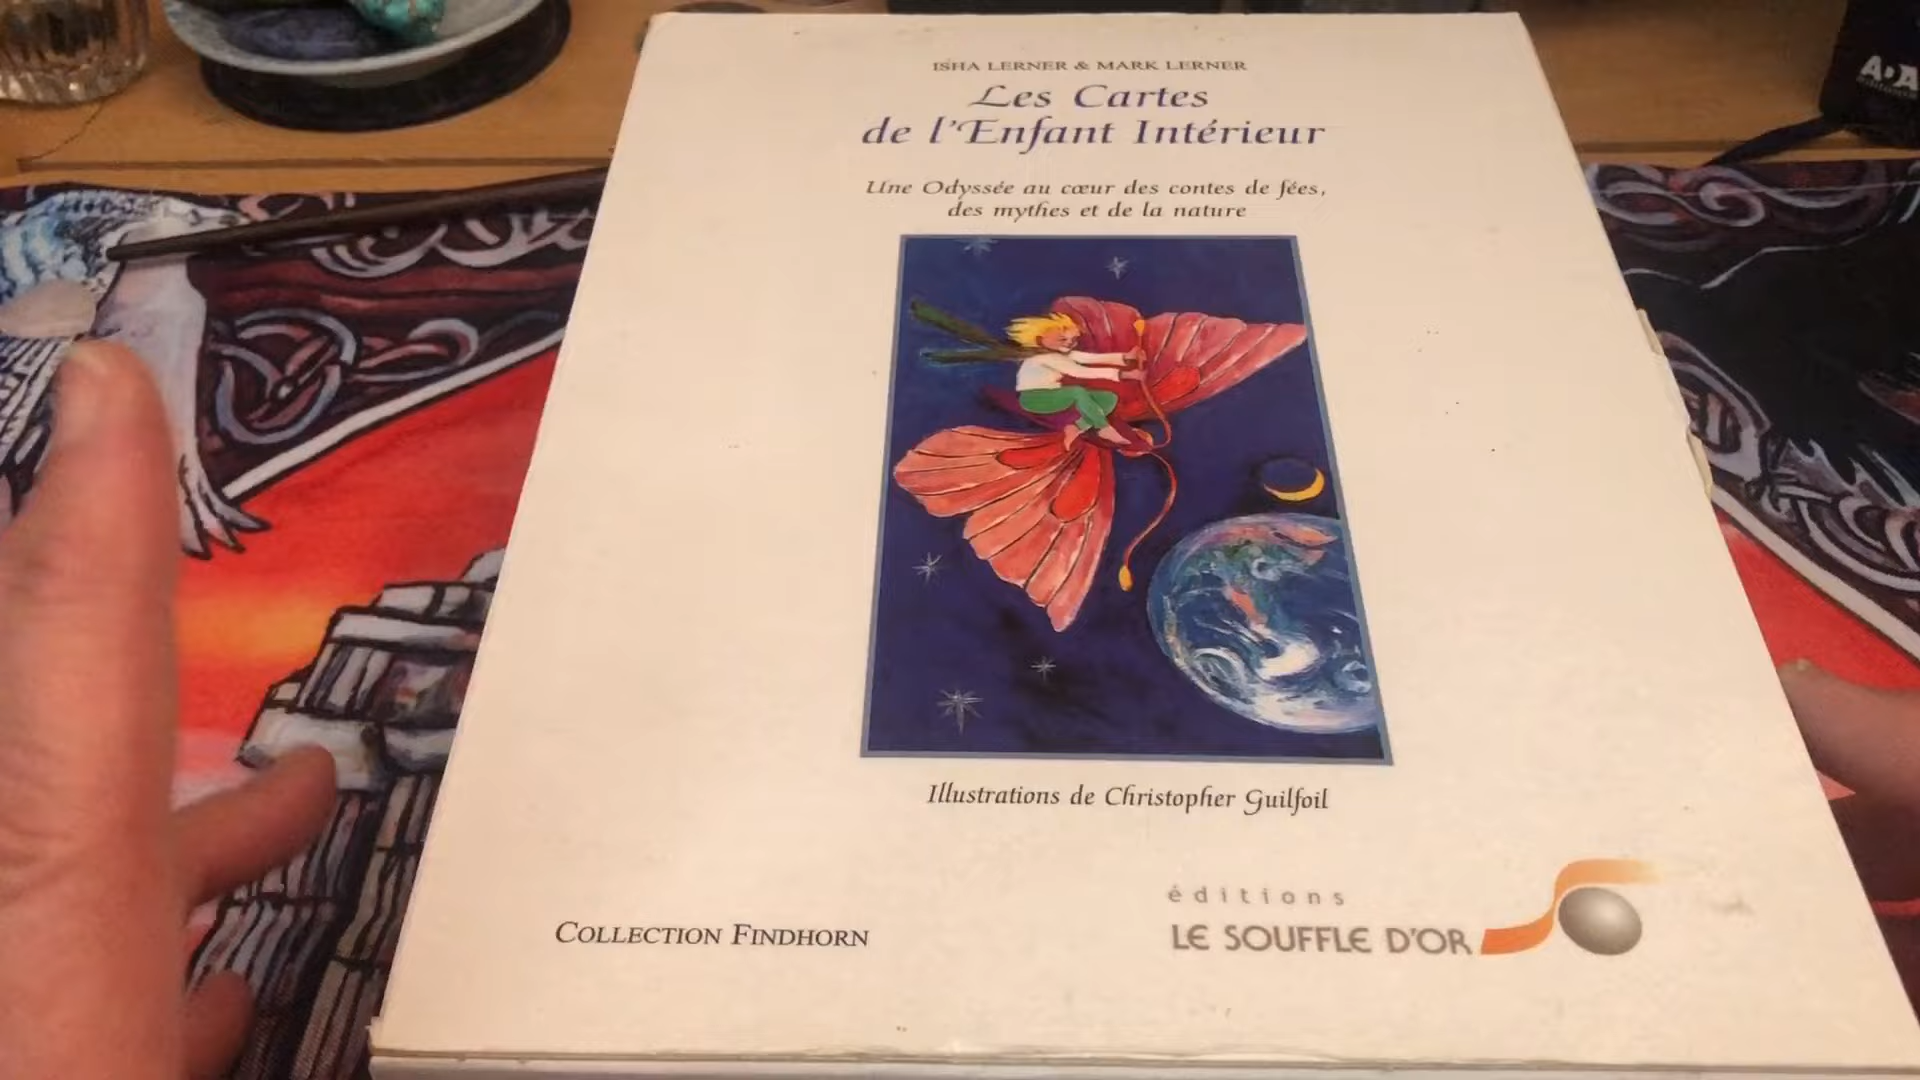 ISHA LERNER & MARK LERNER
Les Cartes
de l'Enfant Intérieur
Une Odyssée au cœur des contes de fées,
des mythes et de la nature
Illustrations de Christopher Guilfoil
COLLECTION FINDHORN
éditions
LE SOUFFLE D'OR
ADA